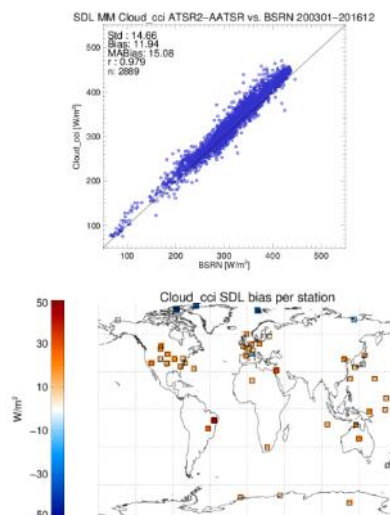 SDL MM Cloud_cci ATSR2-AATSR vs. BSRN 200301-201612
Std : 14.66
Bias: 11.94
MABias: 15.08
r : 0.979
n: 2889
Cloud_cci [W/m²]
500
400
300
200
100
100 200 300 400 500
BSRN [W/m²]
Cloud_cci SDL bias per station
W/m²
50
30
10
-10
-30
-50